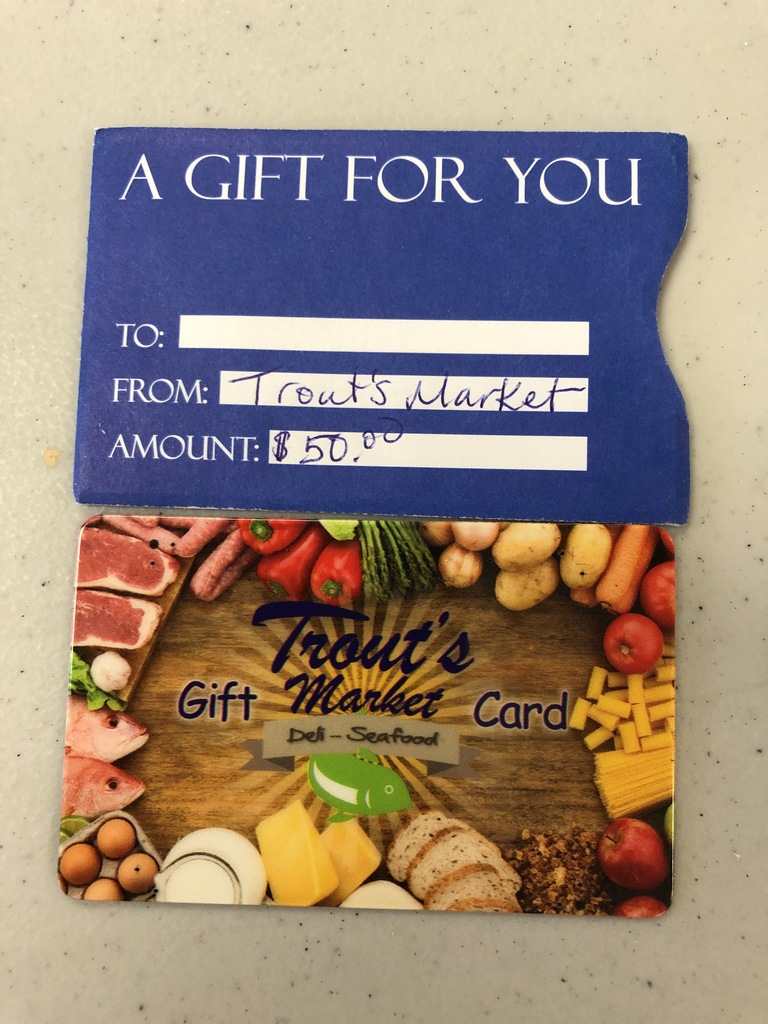 A GIFT FOR YOU
TO:
FROM: Trout's Market
AMOUNT: $50.00
Trout's
Gift Market Card
Deli - Seafood